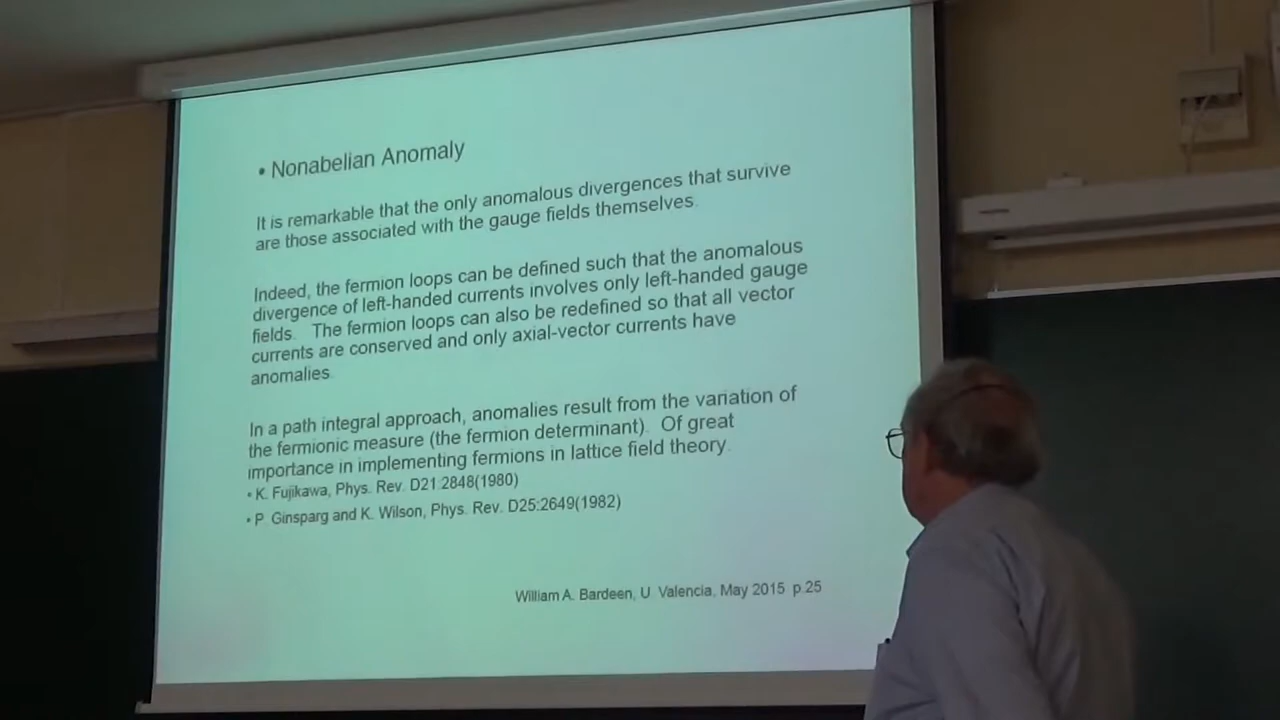 • Nonabelian Anomaly
It is remarkable that the only anomalous divergences that survive
are those associated with the gauge fields themselves.
Indeed, the fermion loops can be defined such that the anomalous
divergence of left-handed currents involves only left-handed gauge
fields. The fermion loops can also be redefined so that all vector
currents are conserved and only axial-vector currents have
anomalies.
In a path integral approach, anomalies result from the variation of
the fermionic measure (the fermion determinant). Of great
importance in implementing fermions in lattice field theory.
• K. Fujikawa, Phys. Rev. D21:2848(1980)
• P. Ginsparg and K. Wilson, Phys. Rev. D25:2649(1982)
William A. Bardeen, U. Valencia, May 2015 p.25